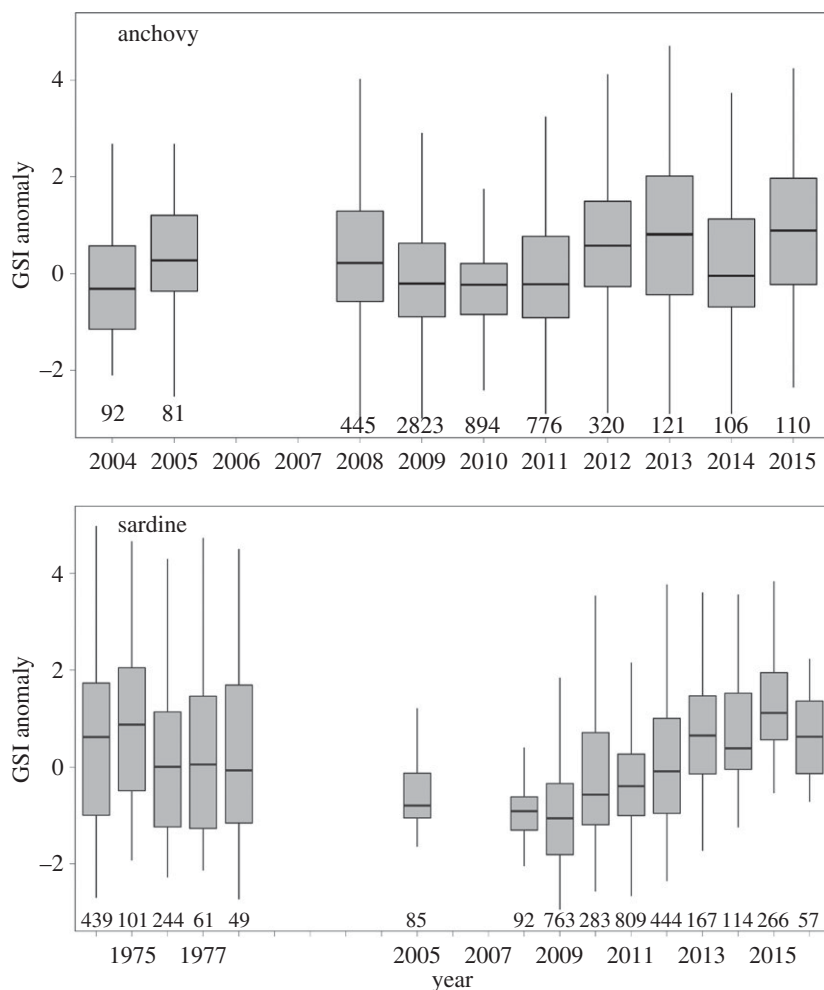 anchovy
4
2
0
−2
GSI anomaly
92 81 445 2823 894 776 320 121 106 110
2004 2005 2006 2007 2008 2009 2010 2011 2012 2013 2014 2015
sardine
4
2
0
−2
GSI anomaly
439 101 244 61 49 85 92 763 283 809 444 167 114 266 57
1975 1977 2005 2007 2009 2011 2013 2015
year